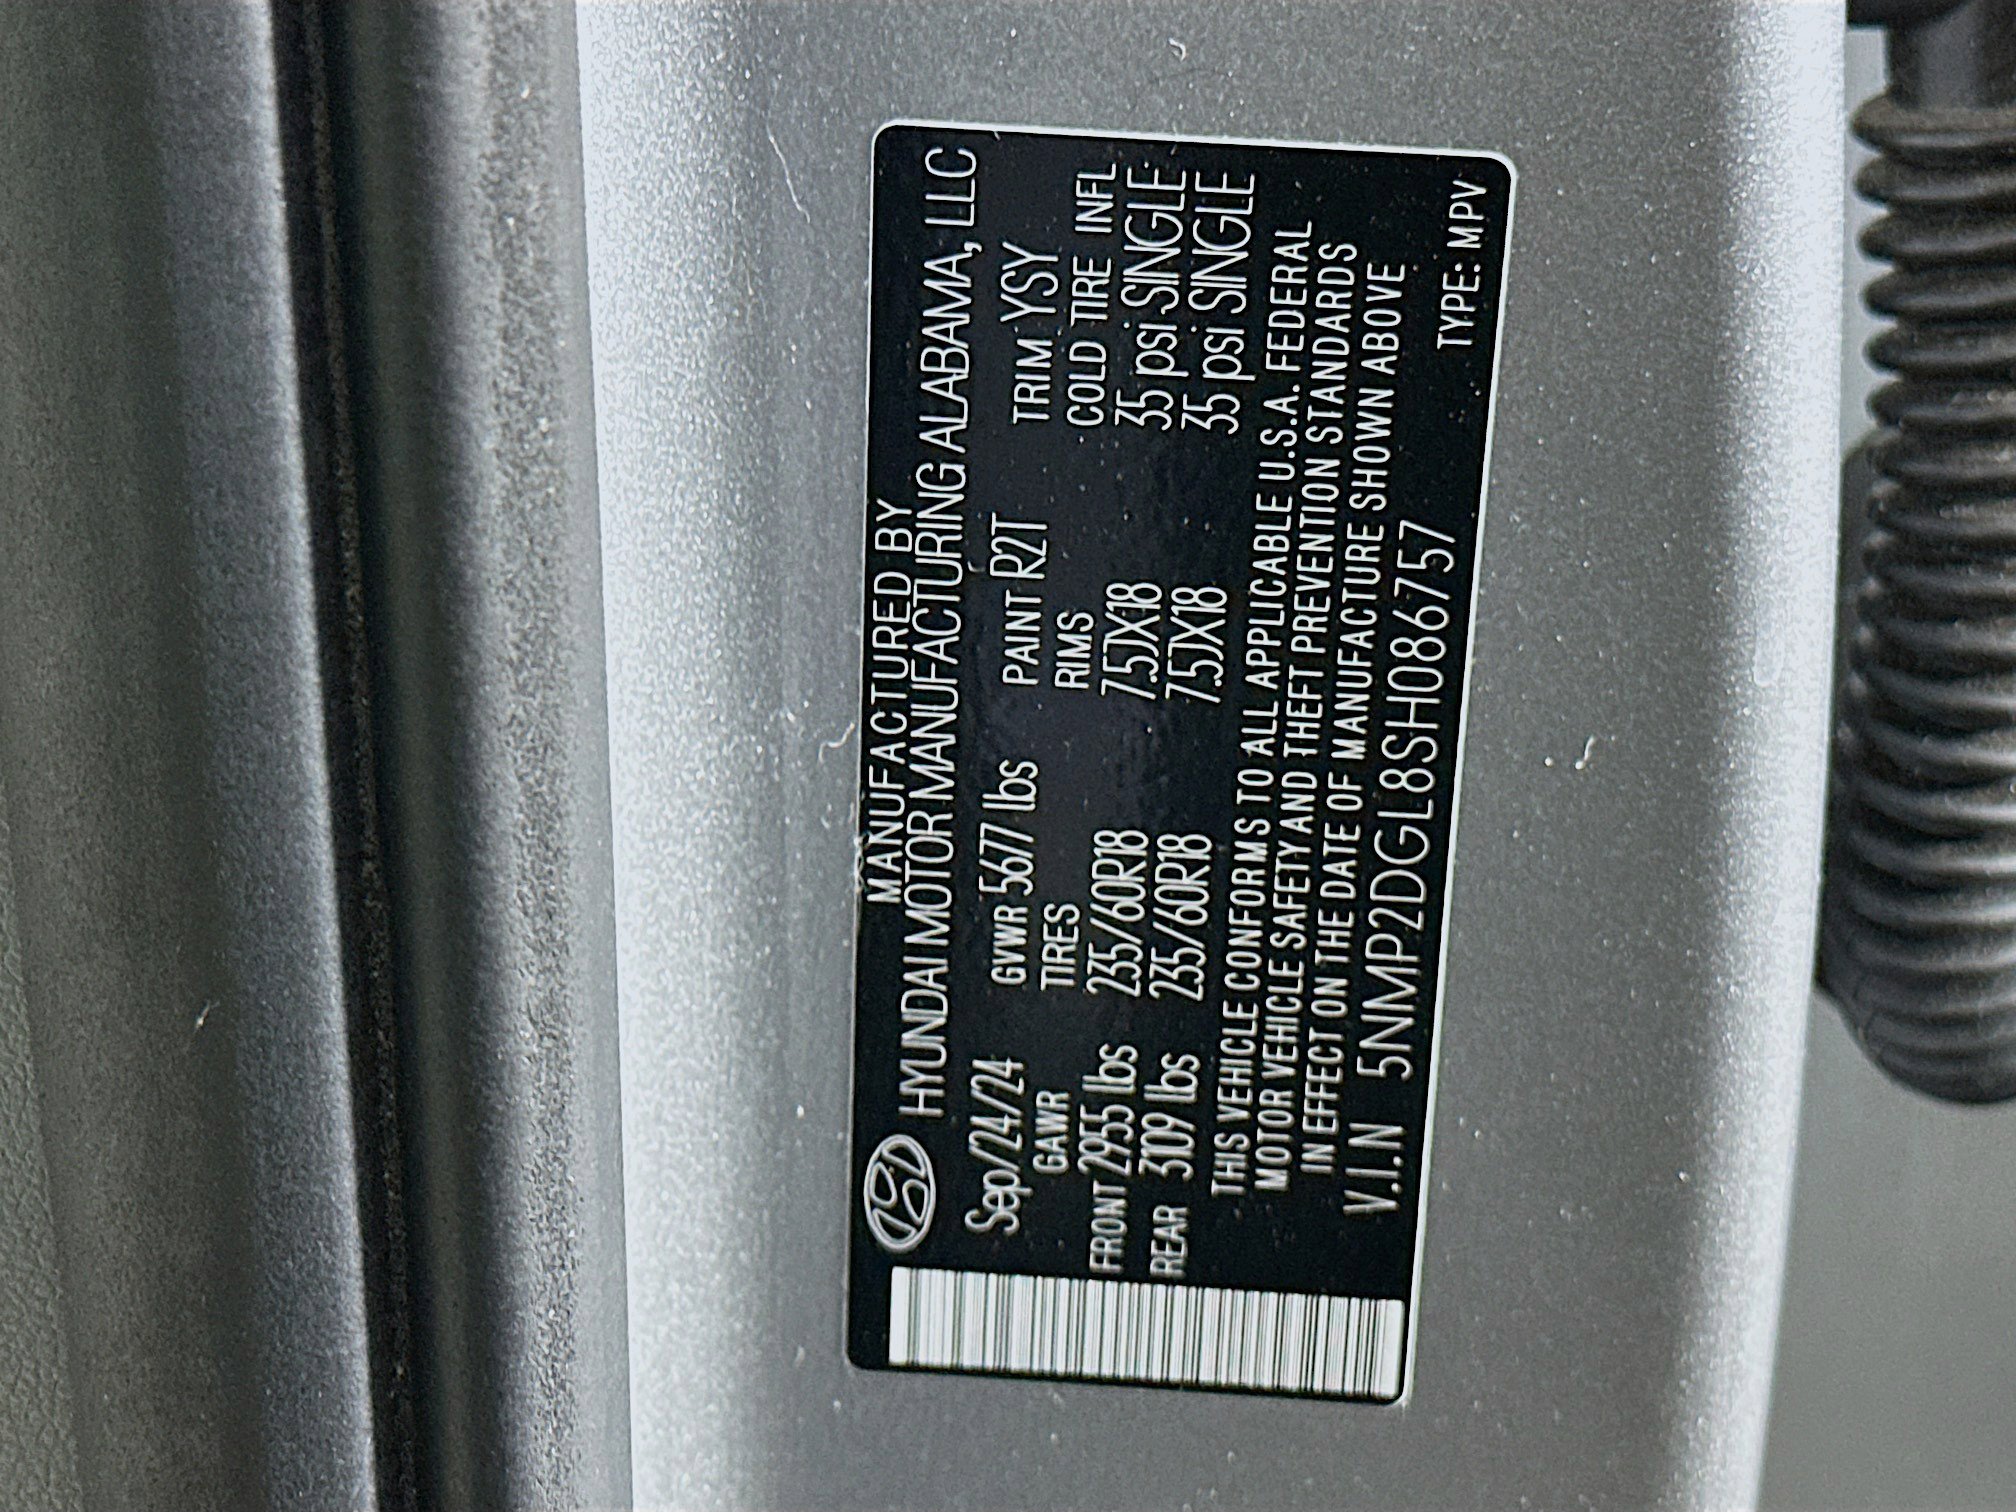 MANUFACTURED BY
HYUNDAI MOTOR MANUFACTURING ALABAMA, LLC
Sep/24/24 GVWR 5677 lbs PAINT R2T TRIM YSY
GAWR TIRES RIMS COLD TIRE INFL.
FRONT 2955 lbs 235/60R18 7.5JX18 35 psi SINGLE
REAR 3109 lbs 235/60R18 7.5JX18 35 psi SINGLE
THIS VEHICLE CONFORMS TO ALL APPLICABLE U.S.A. FEDERAL
MOTOR VEHICLE SAFETY AND THEFT PREVENTION STANDARDS
IN EFFECT ON THE DATE OF MANUFACTURE SHOWN ABOVE
V.I.N 5NMP2DGL8SH086757 TYPE: MPV